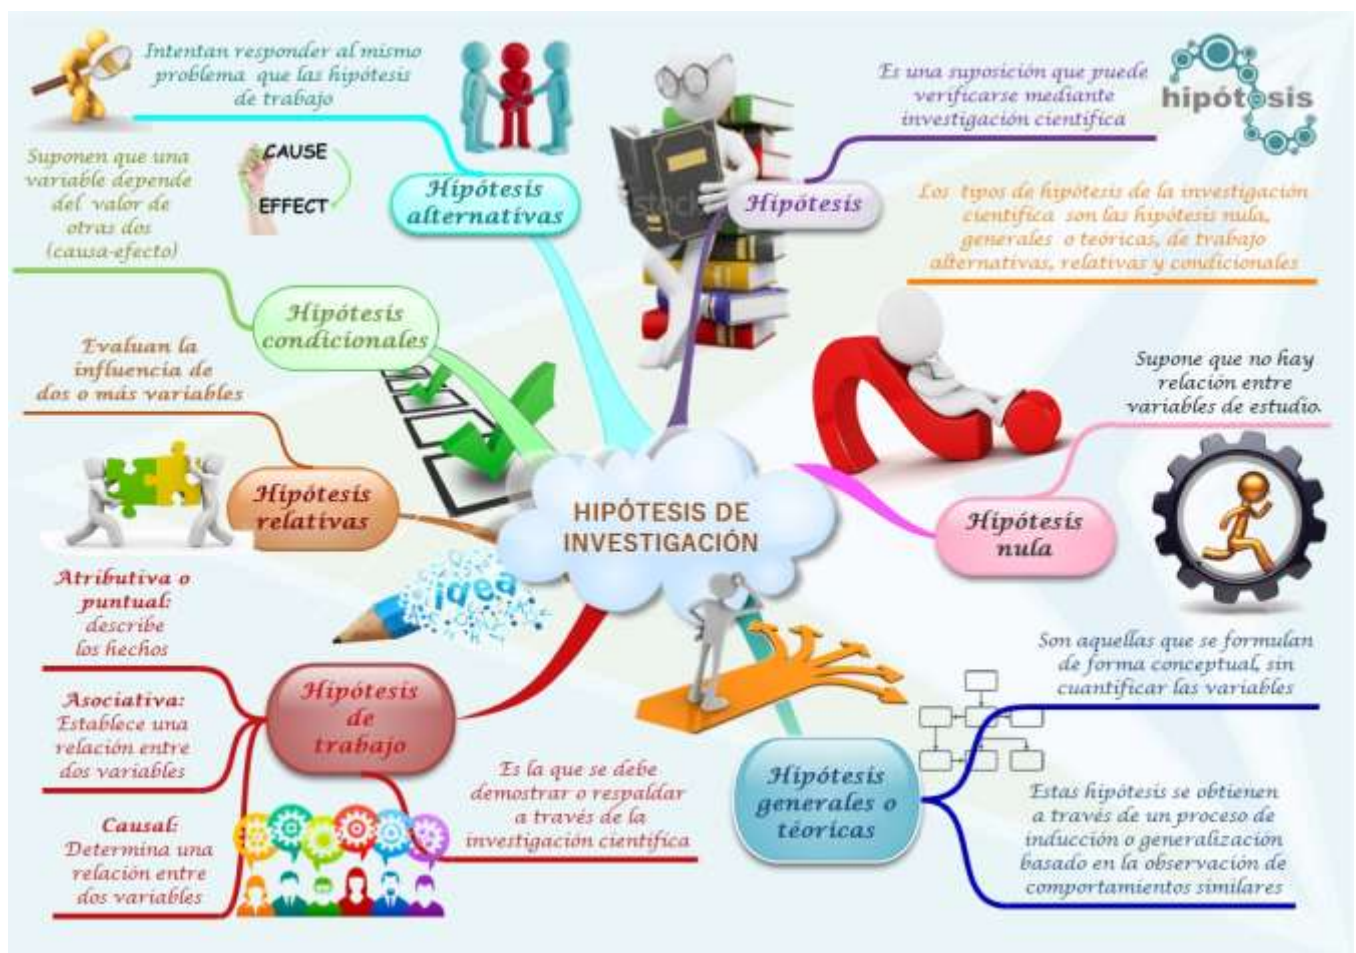 HIPÓTESIS DE
INVESTIGACIÓN
Hipótesis
Es una suposición que puede
verificarse mediante
investigación científica
hipótesis
Los tipos de hipótesis de la investigación
científica son las hipótesis nula,
generales o teóricas, de trabajo
alternativas, relativas y condicionales
Hipótesis
nula
Supone que no hay
relación entre
variables de estudio.
Hipótesis
generales o
téoricas
Son aquellas que se formulan
de forma conceptual, sin
cuantificar las variables
Estas hipótesis se obtienen
a través de un proceso de
inducción o generalización
basado en la observación de
comportamientos similares
Hipótesis
de
trabajo
Es la que se debe
demostrar o respaldar
a través de la
investigación científica
Atributiva o
puntual:
describe
los hechos
Asociativa:
Establece una
relación entre
dos variables
Causal:
Determina una
relación entre
dos variables
idea
Hipótesis
relativas
Evaluan la
influencia de
dos o más variables
Hipótesis
condicionales
Suponen que una
variable depende
del valor de
otras dos
(causa-efecto)
CAUSE
EFFECT
Hipótesis
alternativas
Intentan responder al mismo
problema que las hipótesis
de trabajo